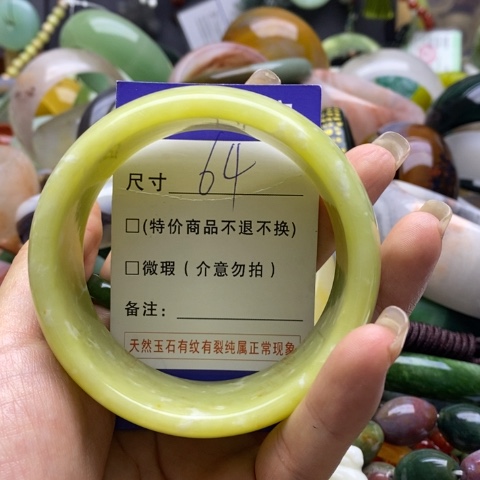 尺寸 64
□(特价商品不退不换)
□微瑕(介意勿拍)
备注:
天然玉石有纹有裂纯属正常现象